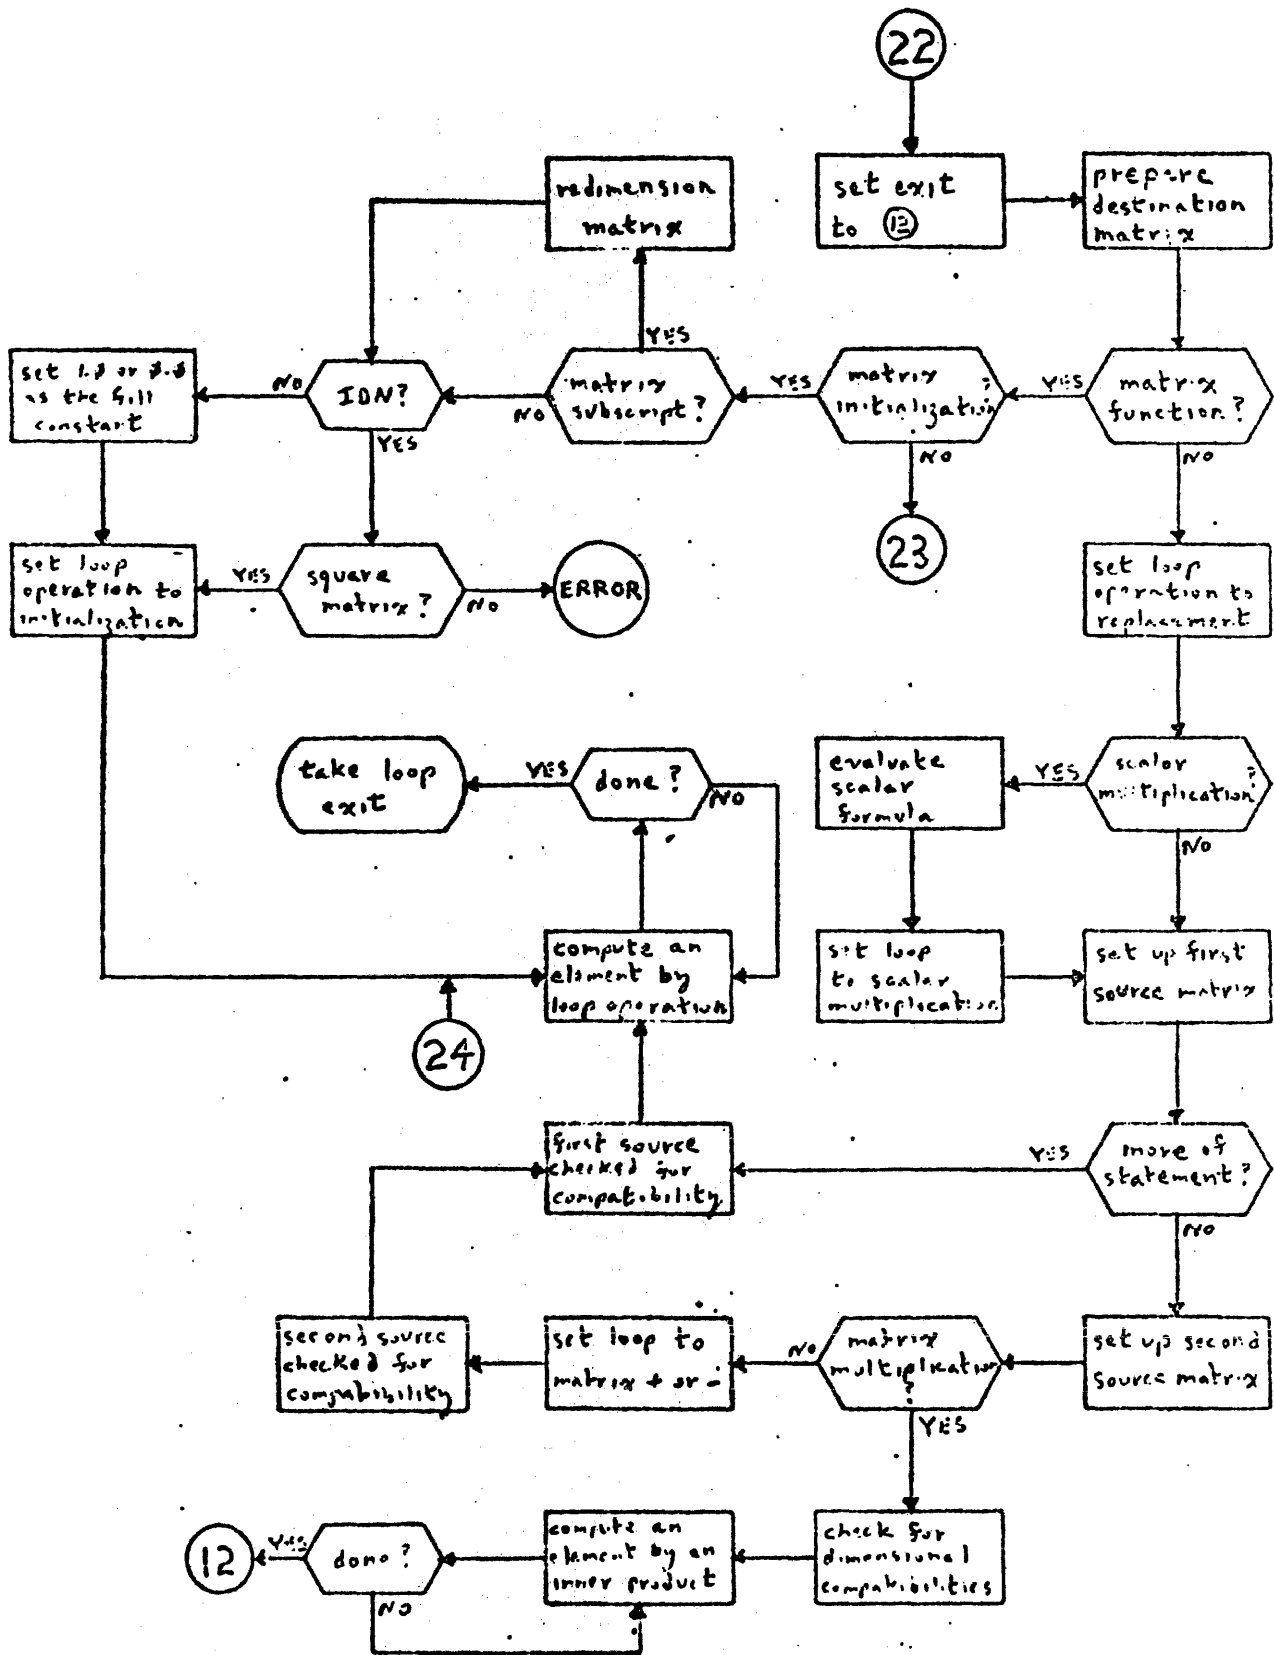 22
set exit
to 12
prepare
destination
matrix
redimension
matrix
YES
matrix
function?
YES
NO
matrix
initialization?
YES
NO
23
matrix
subscript?
NO
IDN?
NO
YES
set 1.0 or 0.0
as the fill
constant
set loop
operation to
initialization
YES
square
matrix?
NO
ERROR
set loop
operation to
replacement
scalar
multiplication?
YES
NO
evaluate
scalar
formula
set loop
to scalar
multiplication
set up first
source matrix
take loop
exit
YES
done?
NO
compute an
element by
loop operation
24
first source
checked for
compatibility
YES
more of
statement?
NO
second source
checked for
compatibility
set loop to
matrix + or -
NO
matrix
multiplication
?
YES
set up second
source matrix
12
YES
done?
NO
compute an
element by an
inner product
check for
dimensional
compatibilities